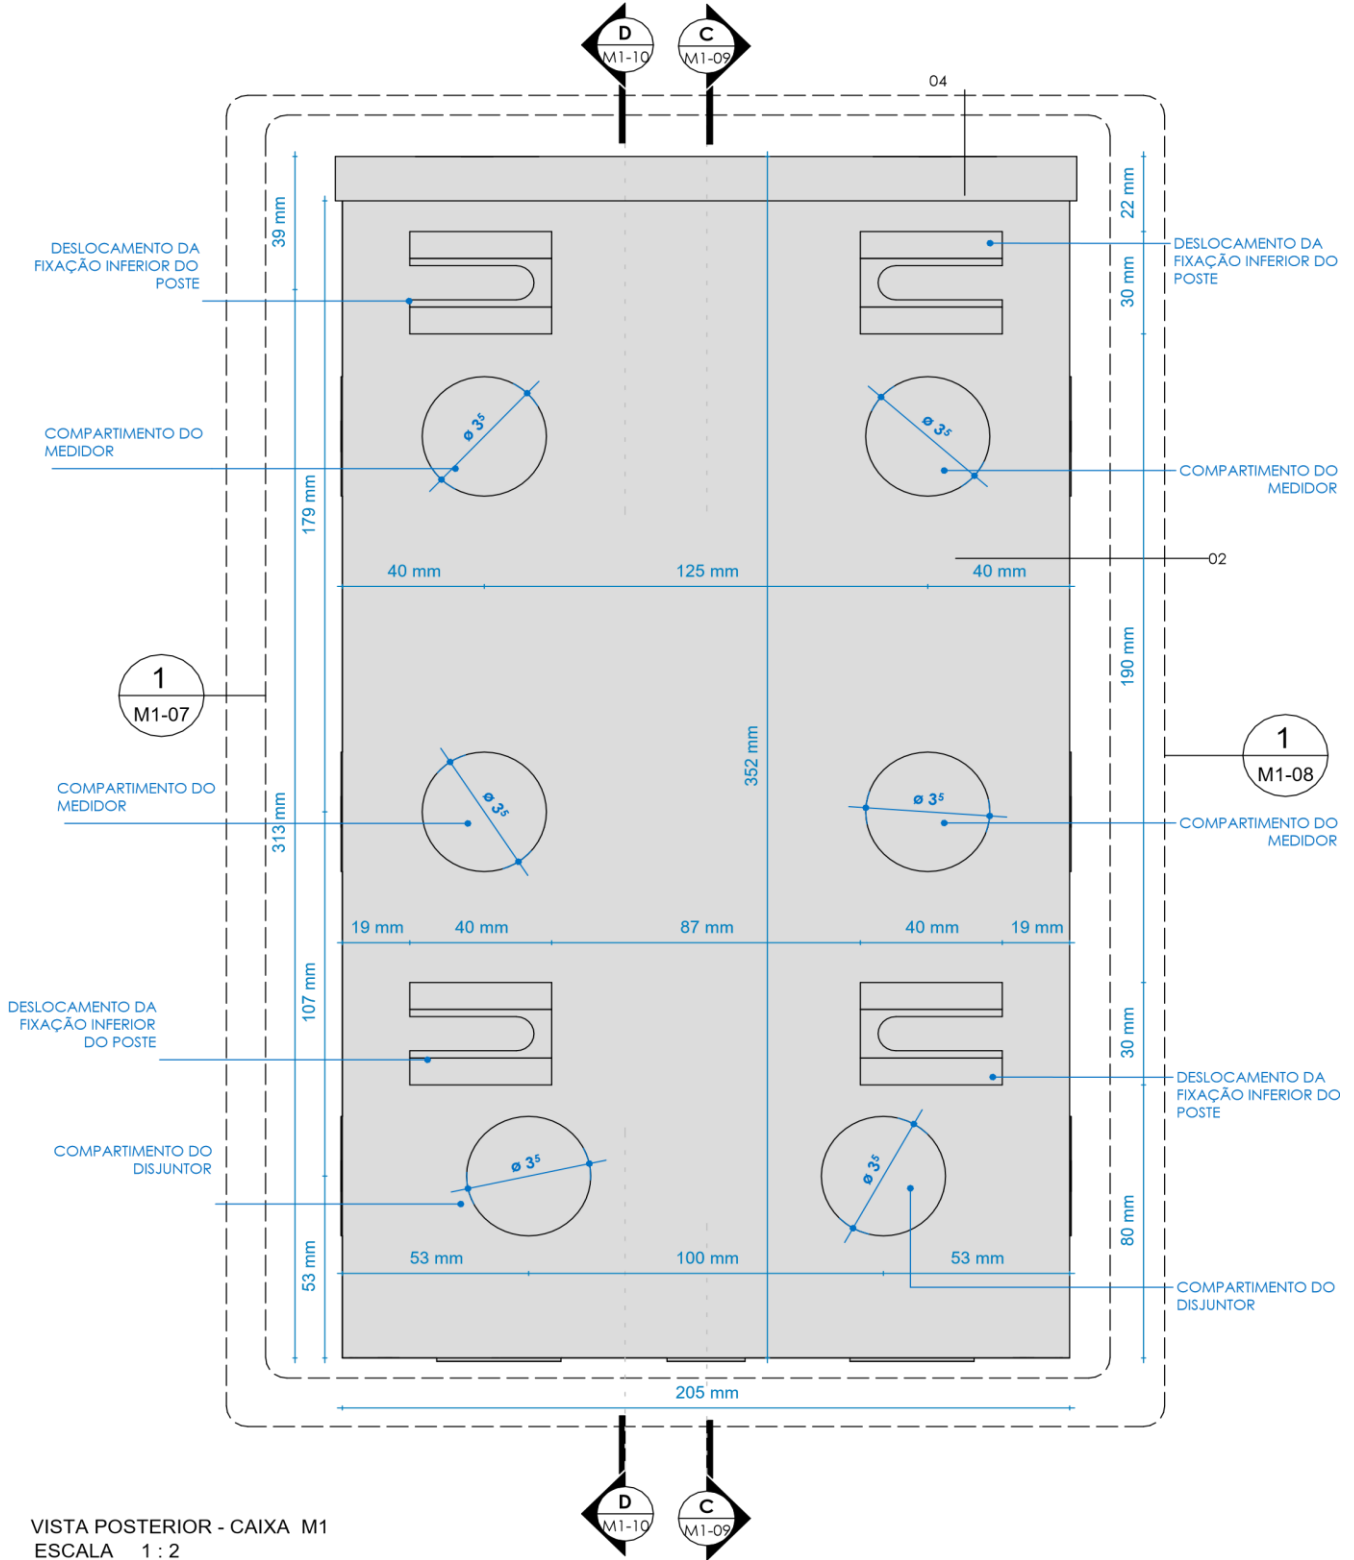 D
M1-10
C
M1-09
04
39 mm
22 mm
DESLOCAMENTO DA
FIXAÇÃO INFERIOR DO
POSTE
DESLOCAMENTO DA
FIXAÇÃO INFERIOR DO
POSTE
30 mm
ø 3⁵
ø 3⁵
COMPARTIMENTO DO
MEDIDOR
COMPARTIMENTO DO
MEDIDOR
179 mm
02
40 mm
125 mm
40 mm
190 mm
1
M1-07
352 mm
1
M1-08
COMPARTIMENTO DO
MEDIDOR
ø 3⁵
ø 3⁵
COMPARTIMENTO DO
MEDIDOR
313 mm
19 mm
40 mm
87 mm
40 mm
19 mm
107 mm
DESLOCAMENTO DA
FIXAÇÃO INFERIOR
DO POSTE
30 mm
DESLOCAMENTO DA
FIXAÇÃO INFERIOR DO
POSTE
COMPARTIMENTO DO
DISJUNTOR
ø 3⁵
ø 3⁵
80 mm
53 mm
53 mm
100 mm
53 mm
COMPARTIMENTO DO
DISJUNTOR
205 mm
D
M1-10
C
M1-09
VISTA POSTERIOR - CAIXA M1
ESCALA 1 : 2